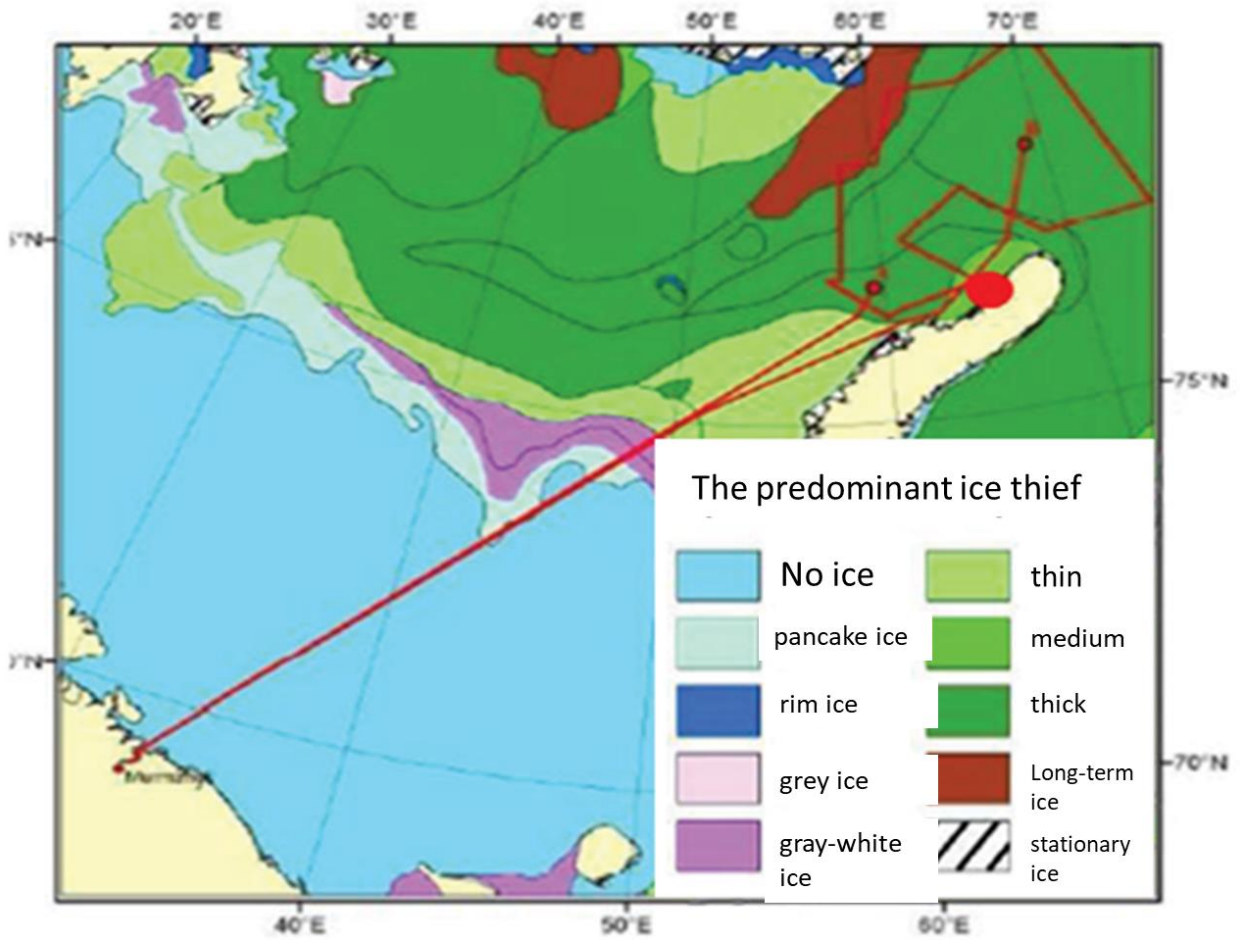 20°E 30°E 40°E 50°E 60°E 70°E
75°N
70°N
The predominant ice thief
No ice
thin
pancake ice
medium
rim ice
thick
grey ice
Long-term
ice
gray-white
ice
stationary
ice
40°E 50°E 60°E